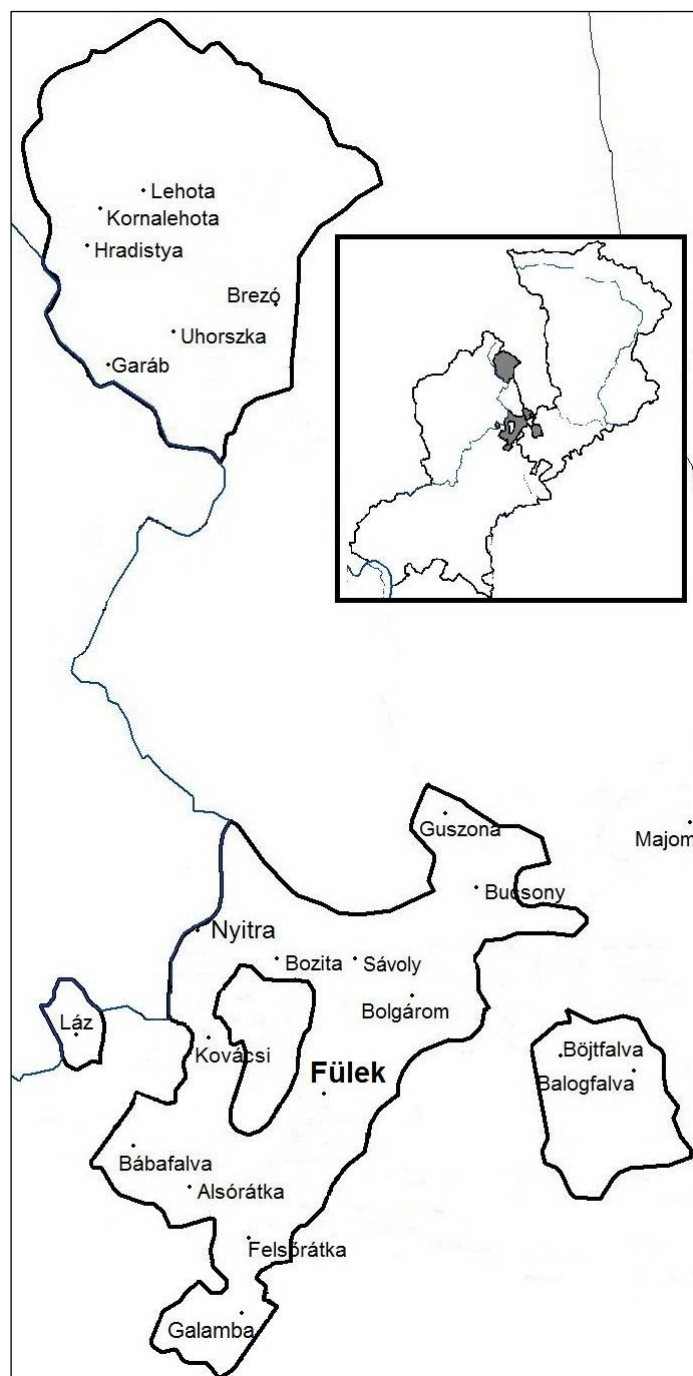 Lehota
Kornalehota
Hradistya
Brezó
Uhorszka
Garáb
Guszona
Majom
Bucsony
Nyitra
Bozita
Sávoly
Bolgárom
Láz
Kovácsi
Böjtfalva
Balogfalva
Fülek
Bábafalva
Alsórátka
Felsőrátka
Galamba